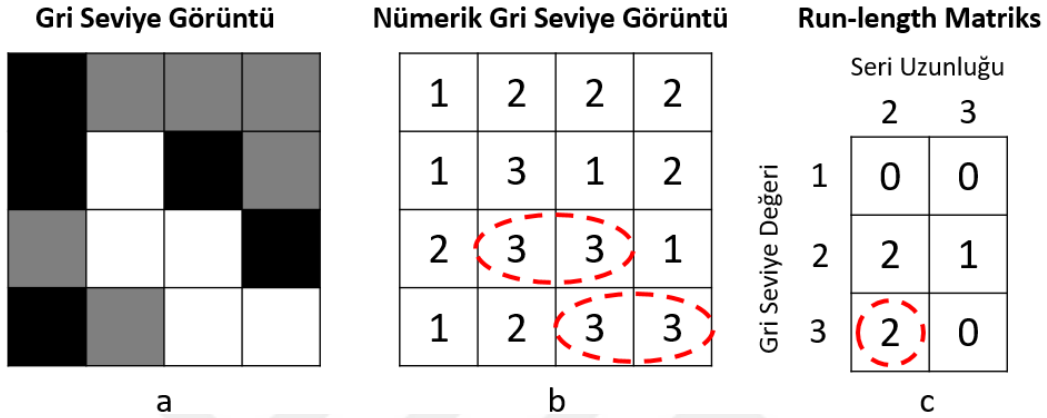 Gri Seviye Görüntü
Nümerik Gri Seviye Görüntü
Run-length Matriks
1 2 2 2
1 3 1 2
2 3 3 1
1 2 3 3
Seri Uzunluğu
2 3
Gri Seviye Değeri
1 0 0
2 2 1
3 2 0
a
b
c